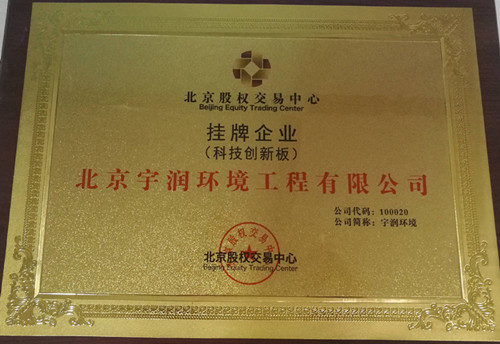 北京股权交易中心
Beijing Equity Trading Center
挂牌企业
（科技创新板）
北京宇润环境工程有限公司
公司代码：100020
公司简称：宇润环境
北京股权交易中心
Beijing Equity Trading Center